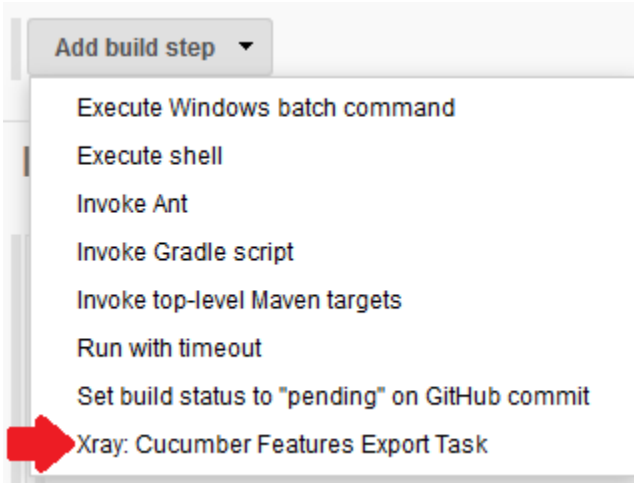 Add build step
Execute Windows batch command
Execute shell
Invoke Ant
Invoke Gradle script
Invoke top-level Maven targets
Run with timeout
Set build status to "pending" on GitHub commit
Xray: Cucumber Features Export Task